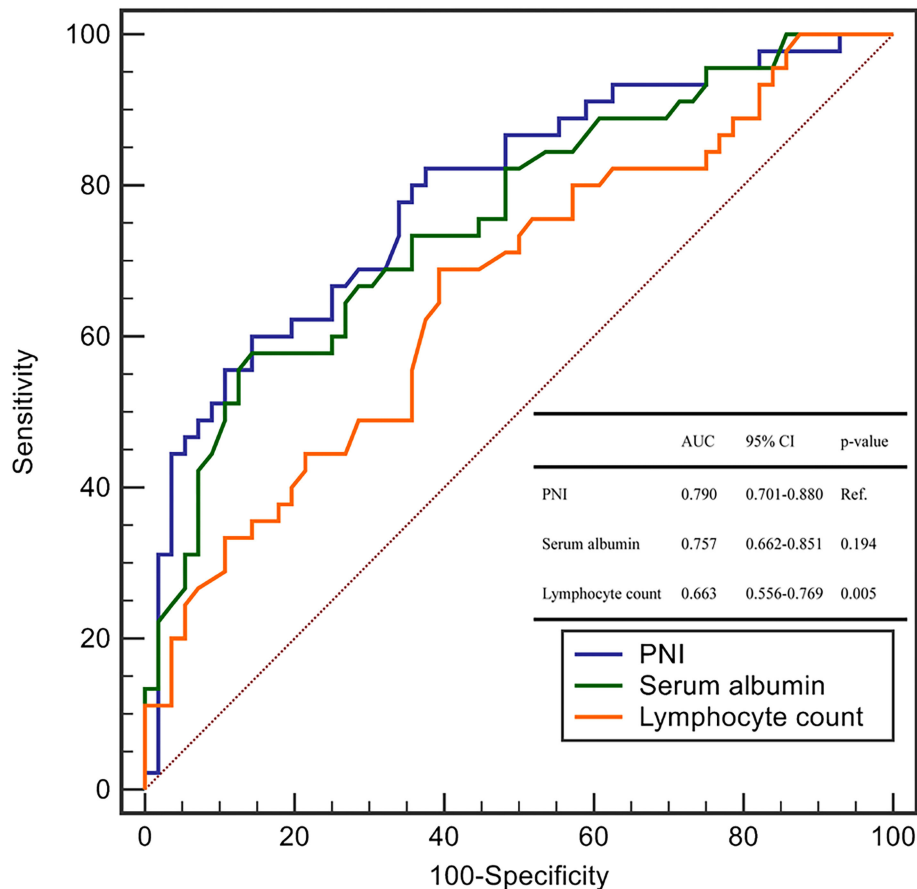 100
80
60
40
20
0
Sensitivity
AUC 95% CI p-value
PNI 0.790 0.701-0.880 Ref.
Serum albumin 0.757 0.662-0.851 0.194
Lymphocyte count 0.663 0.556-0.769 0.005
PNI
Serum albumin
Lymphocyte count
0 20 40 60 80 100
100-Specificity